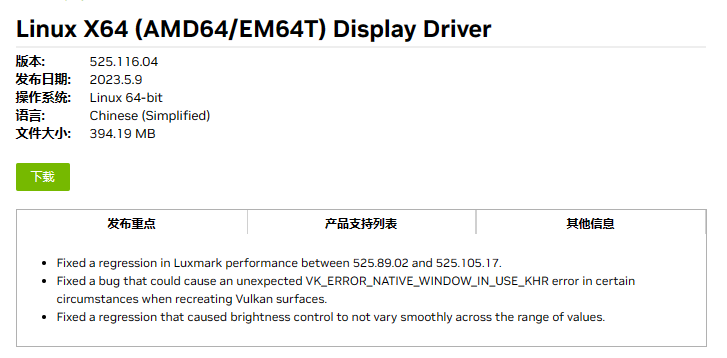 Linux X64 (AMD64/EM64T) Display Driver
版本: 525.116.04
发布日期: 2023.5.9
操作系统: Linux 64-bit
语言: Chinese (Simplified)
文件大小: 394.19 MB
下载
发布重点 产品支持列表 其他信息
Fixed a regression in Luxmark performance between 525.89.02 and 525.105.17.
Fixed a bug that could cause an unexpected VK_ERROR_NATIVE_WINDOW_IN_USE_KHR error in certain
circumstances when recreating Vulkan surfaces.
Fixed a regression that caused brightness control to not vary smoothly across the range of values.